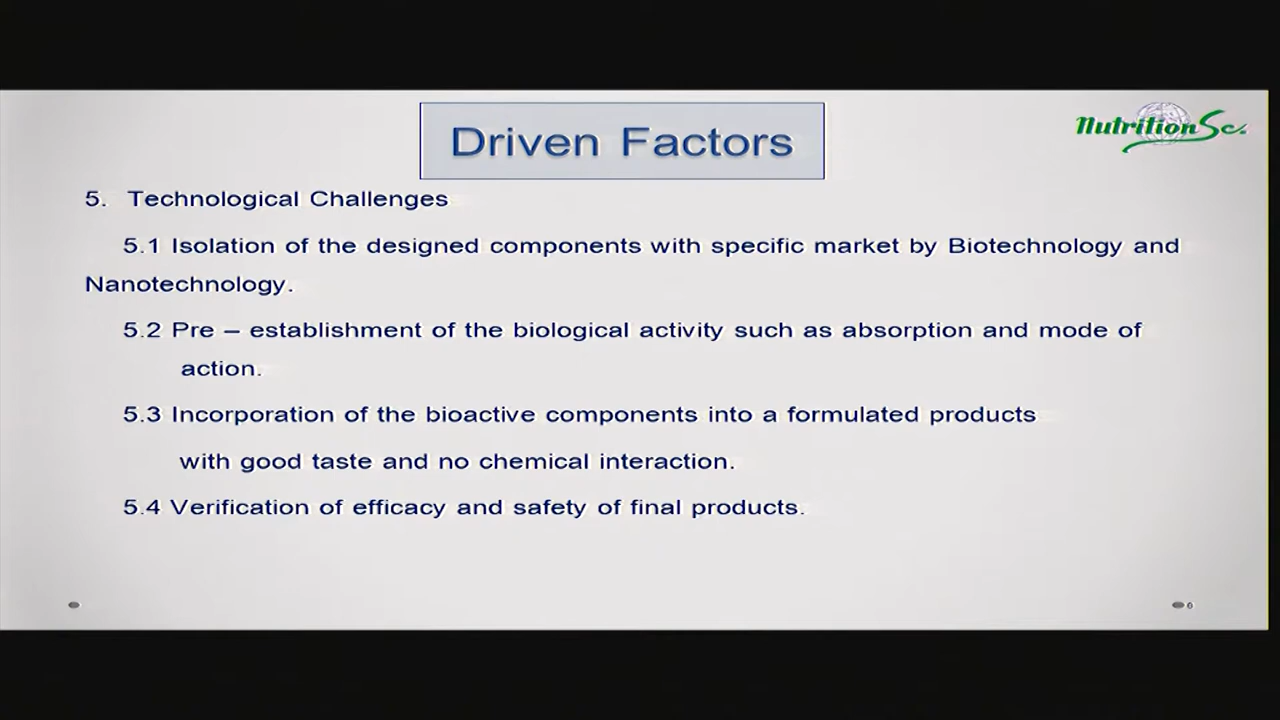 Driven Factors
NutritionSc.
5. Technological Challenges
5.1 Isolation of the designed components with specific market by Biotechnology and
Nanotechnology.
5.2 Pre – establishment of the biological activity such as absorption and mode of
action.
5.3 Incorporation of the bioactive components into a formulated products
with good taste and no chemical interaction.
5.4 Verification of efficacy and safety of final products.
6